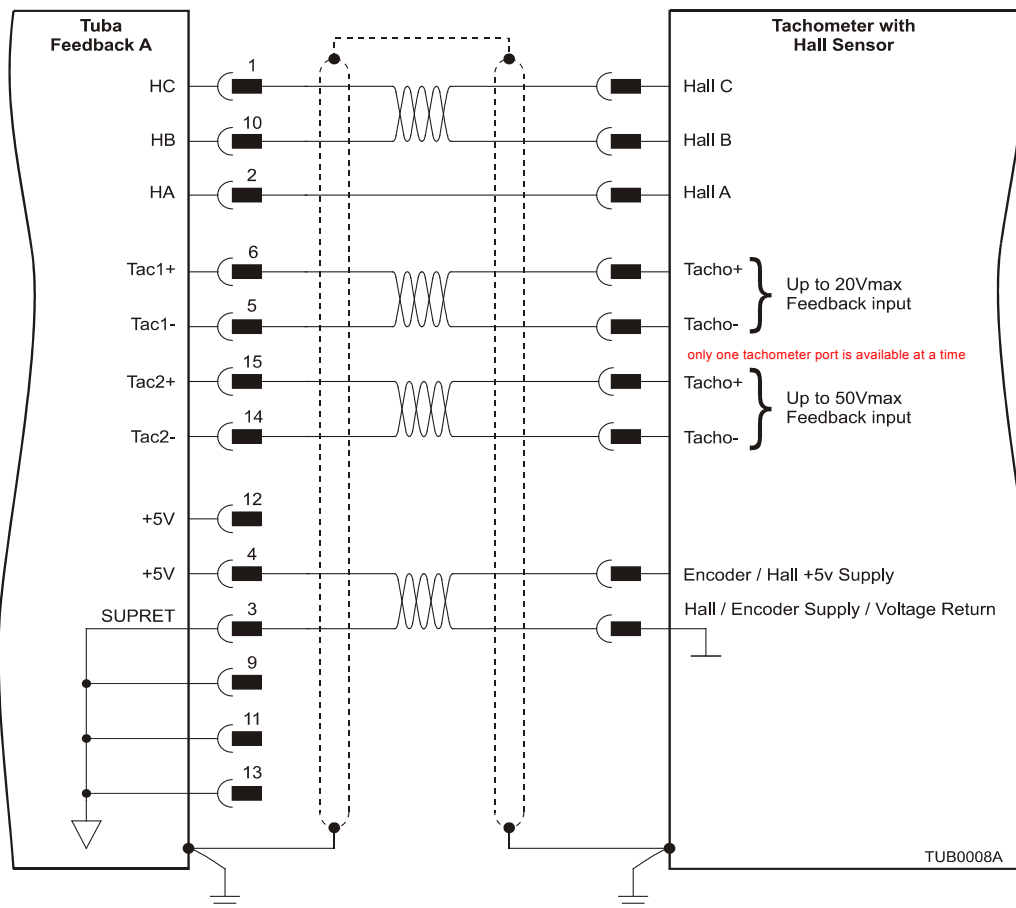 Tuba
Feedback A
Tachometer with
Hall Sensor
HC 1 Hall C
HB 10 Hall B
HA 2 Hall A
Tac1+ 6 Tacho+
Up to 20Vmax
Feedback input
Tac1- 5 Tacho-
only one tachometer port is available at a time
Tac2+ 15 Tacho+
Up to 50Vmax
Feedback input
Tac2- 14 Tacho-
+5V 12
+5V 4 Encoder / Hall +5v Supply
SUPRET 3 Hall / Encoder Supply / Voltage Return
9
11
13
TUB0008A